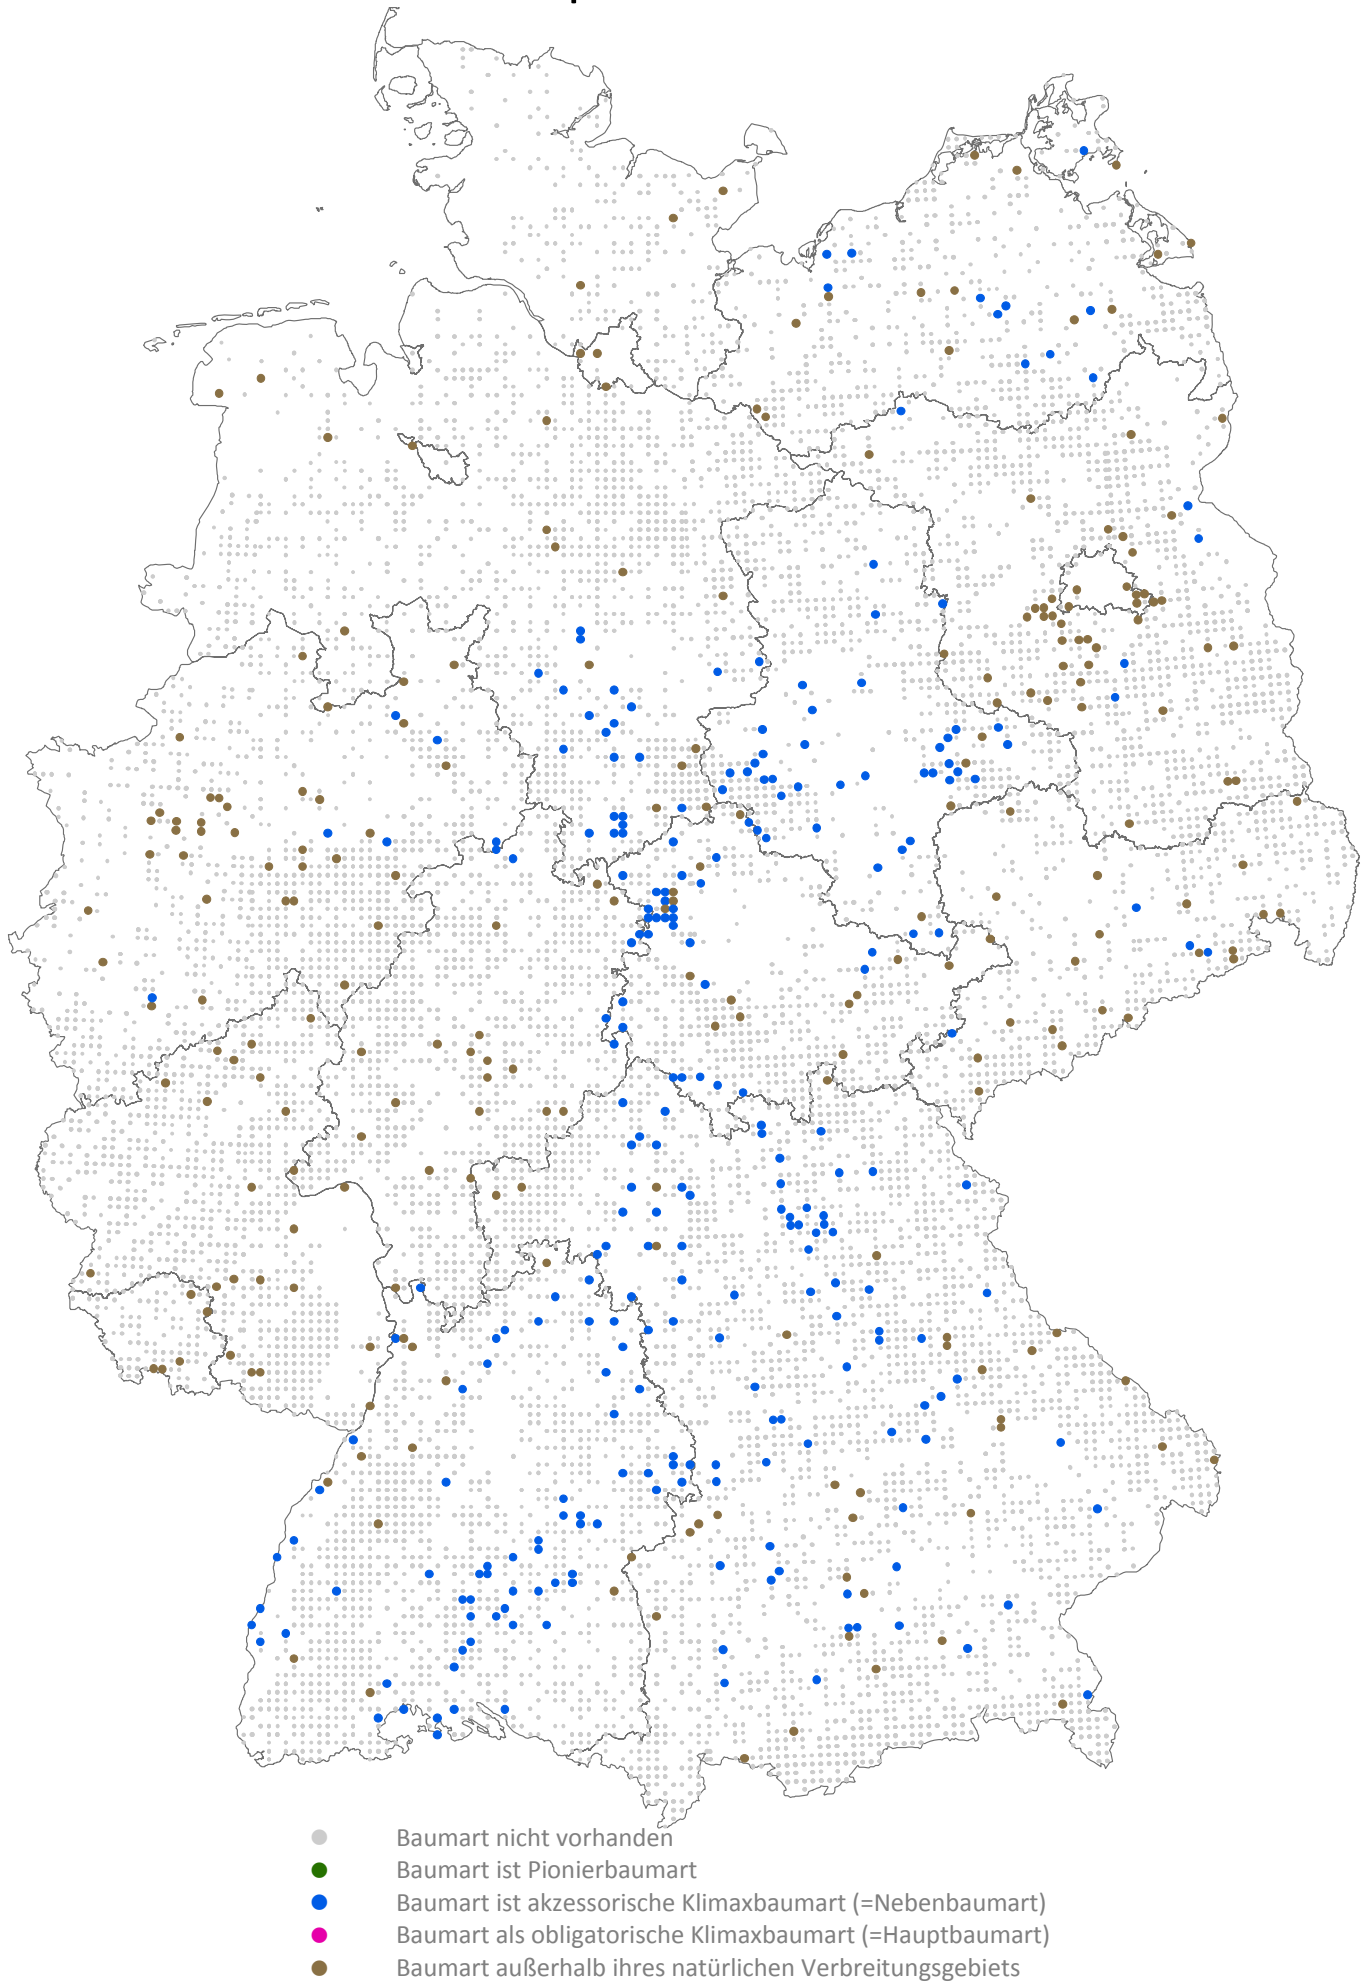 Baumart nicht vorhanden
Baumart ist Pionierbaumart
Baumart ist akzessorische Klimaxbaumart (=Nebenbaumart)
Baumart als obligatorische Klimaxbaumart (=Hauptbaumart)
Baumart außerhalb ihres natürlichen Verbreitungsgebiets